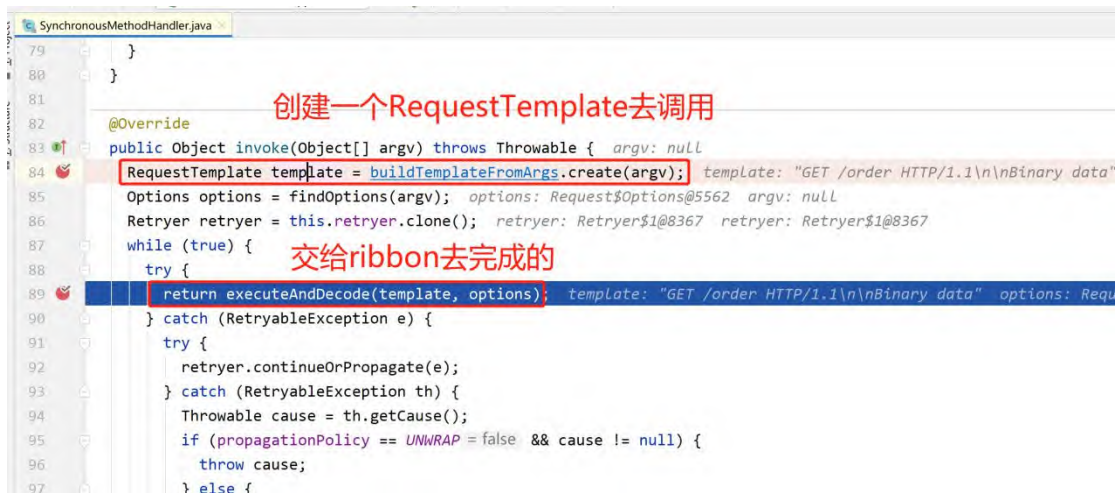 SynchronousMethodHandler.java
79 }
80 }
81
创建一个RequestTemplate去调用
82 @Override
83 public Object invoke(Object[] argv) throws Throwable { argv: null
84 RequestTemplate template = buildTemplateFromArgs.create(argv); template: "GET /order HTTP/1.1\n\nBinary data"
85 Options options = findOptions(argv); options: Request$Options@5562 argv: null
86 Retryer retryer = this.retryer.clone(); retryer: Retryer$1@8367 retryer: Retryer$1@8367
87 while (true) {
交给ribbon去完成的
88 try {
89 return executeAndDecode(template, options); template: "GET /order HTTP/1.1\n\nBinary data" options: Requ
90 } catch (RetryableException e) {
91 try {
92 retryer.continueOrPropagate(e);
93 } catch (RetryableException th) {
94 Throwable cause = th.getCause();
95 if (propagationPolicy == UNWRAP = false && cause != null) {
96 throw cause;
97 } else {